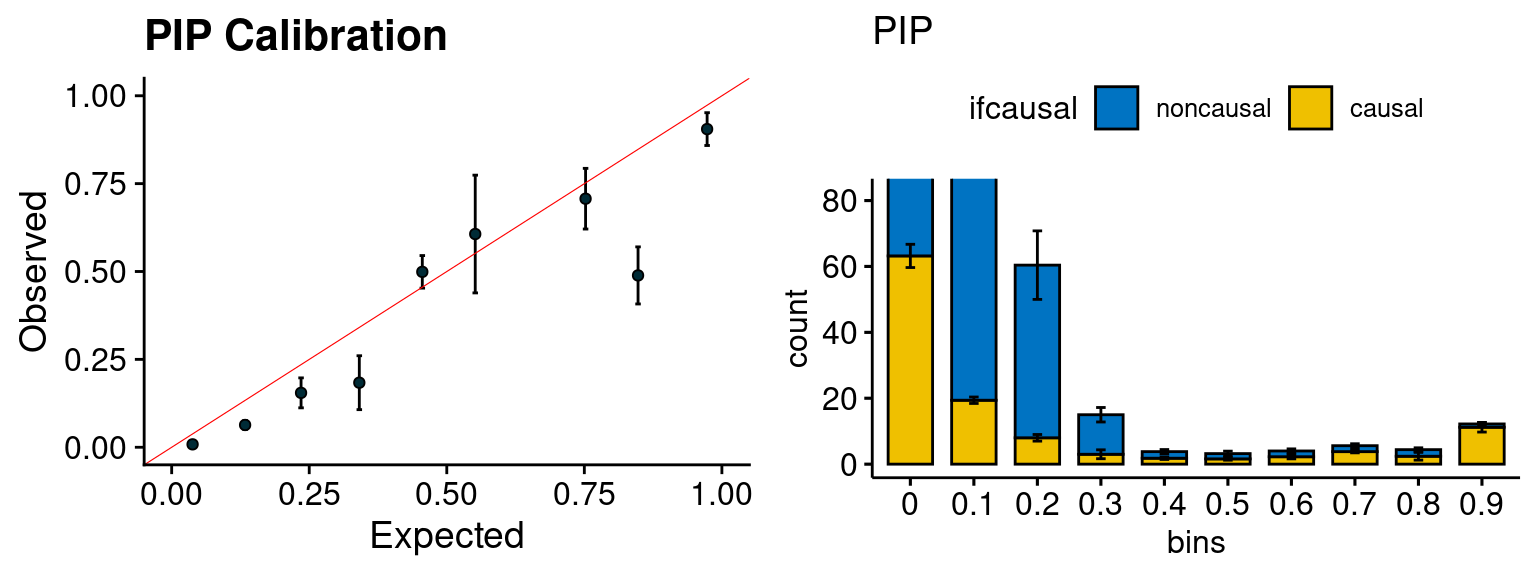 PIP Calibration
1.00
0.75
0.50
0.25
0.00
Observed
0.00 0.25 0.50 0.75 1.00
Expected
PIP
ifcausal noncausal causal
80
60
40
20
0
count
0 0.1 0.2 0.3 0.4 0.5 0.6 0.7 0.8 0.9
bins